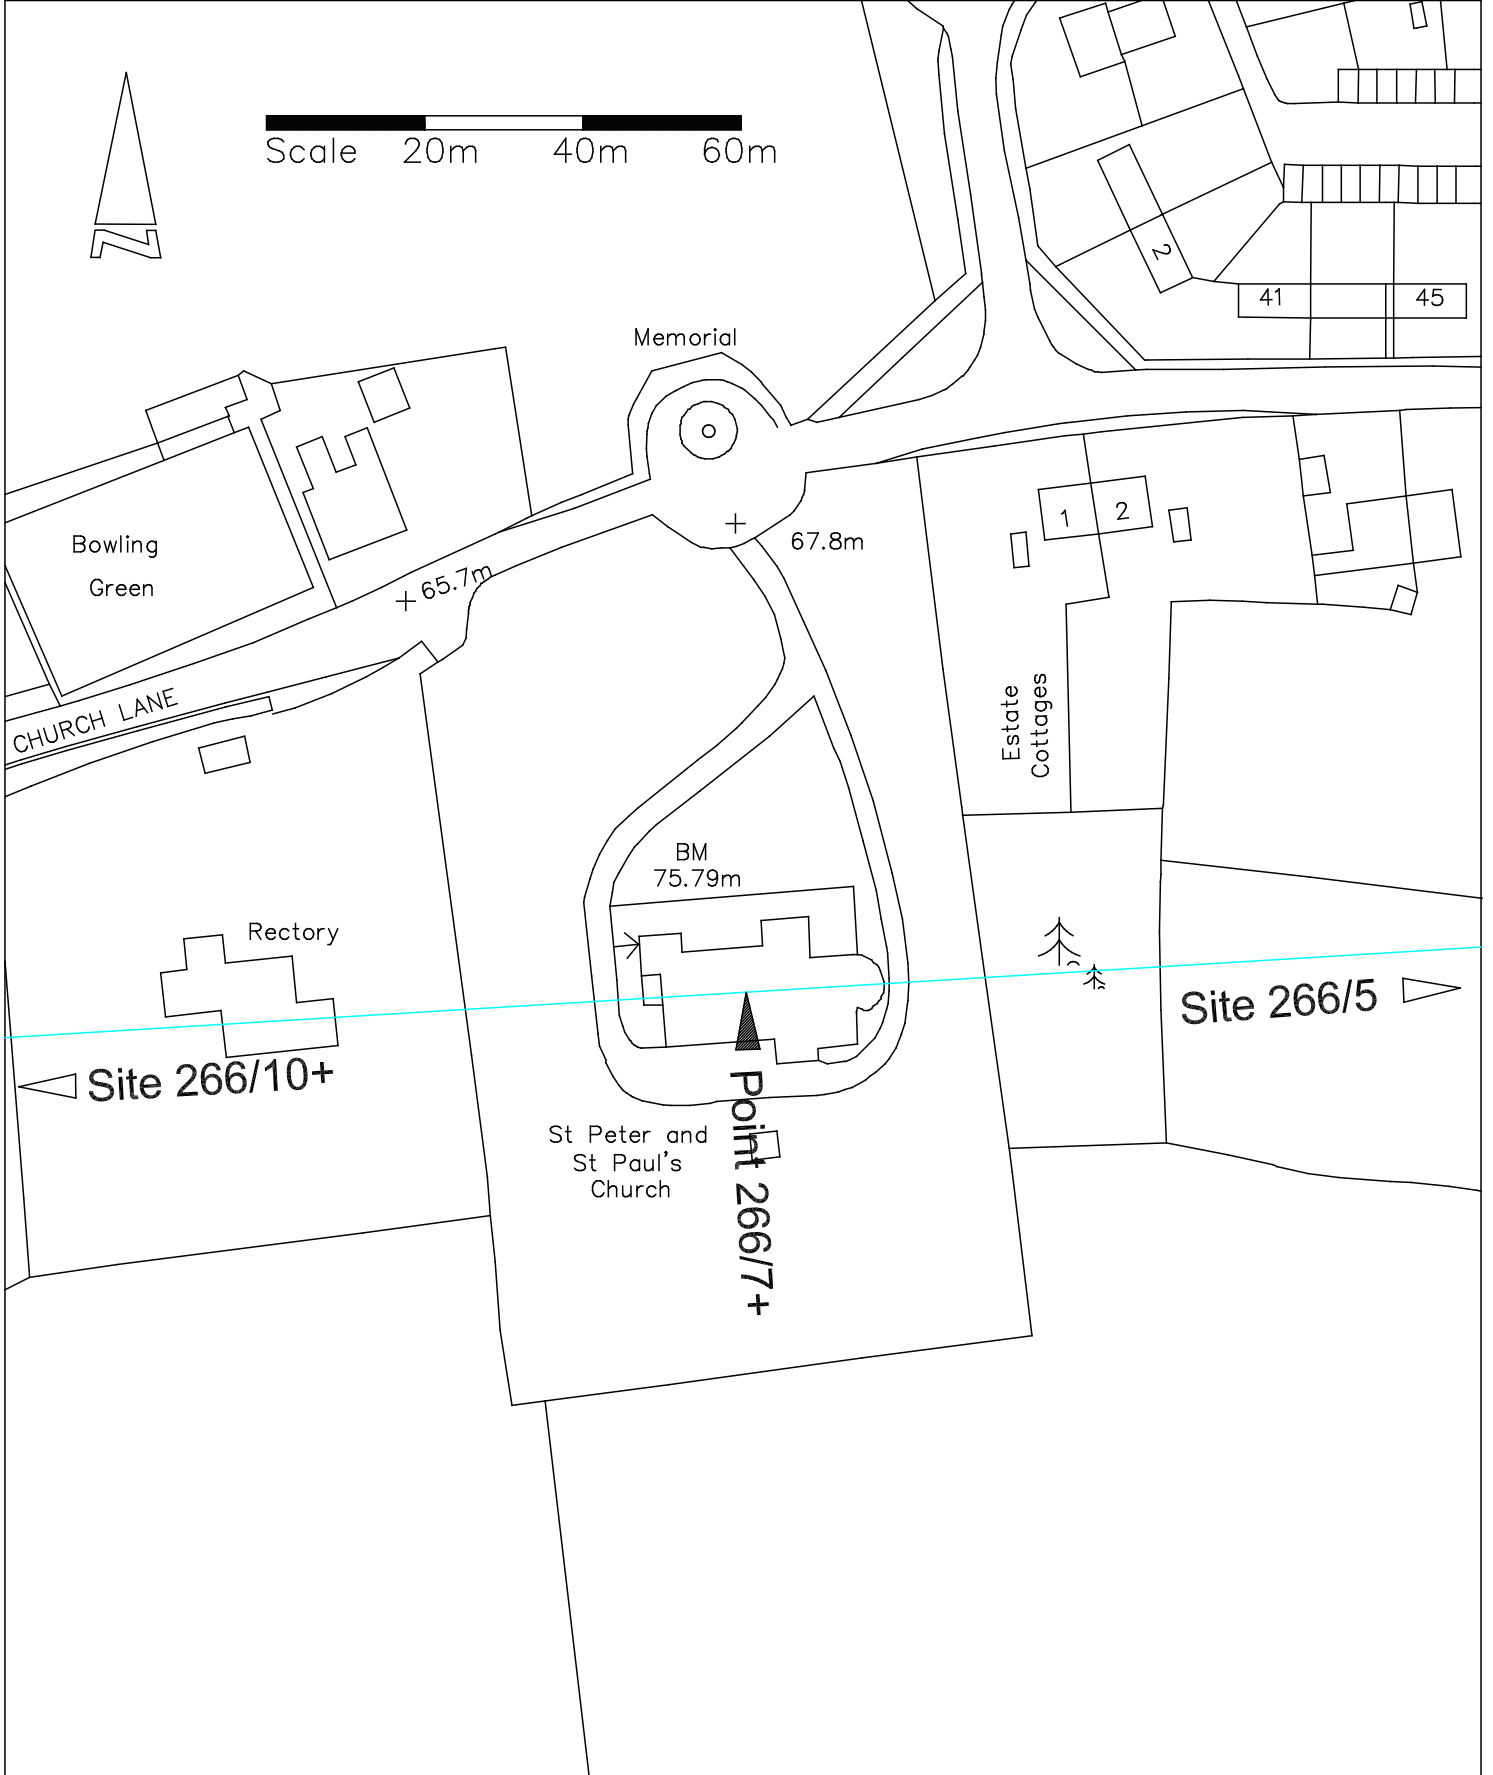 Scale 20m 40m 60m
N
2
41 45
Memorial
Bowling
Green
65.7m
67.8m
1 2
Estate
Cottages
CHURCH LANE
BM
75.79m
Rectory
Site 266/5
Site 266/10+
Point 266/7+
St Peter and
St Paul's
Church